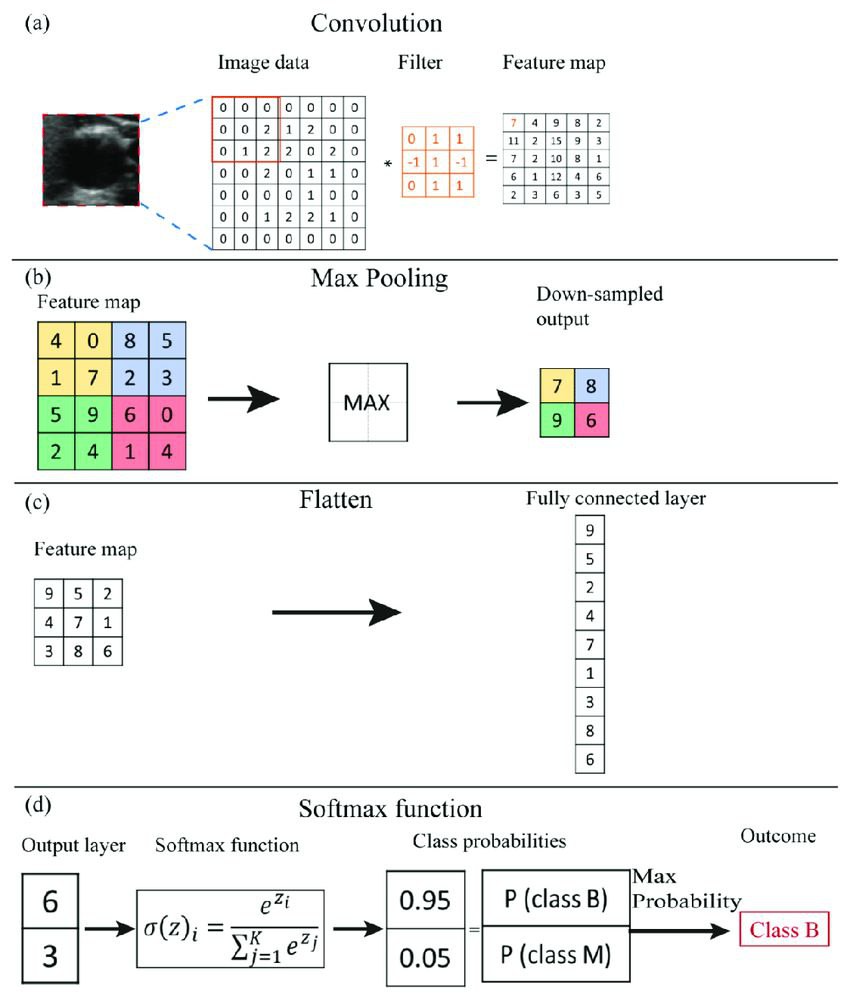 (a)
Convolution
Image data
Filter
Feature map
0 0 0 0 0 0 0
0 0 2 1 2 0 0
0 1 2 2 0 2 0
0 0 2 0 1 1 0
0 0 0 0 1 0 0
0 0 1 2 2 1 0
0 0 0 0 0 0 0
*
0 1 1
-1 1 -1
0 1 1
=
7 4 9 8 2
11 2 15 9 3
7 2 10 8 1
6 1 12 4 6
2 3 6 3 5
(b)
Max Pooling
Feature map
4 0 8 5
1 7 2 3
5 9 6 0
2 4 1 4
MAX
Down-sampled
output
7 8
9 6
(c)
Flatten
Feature map
9 5 2
4 7 1
3 8 6
Fully connected layer
9
5
2
4
7
1
3
8
6
(d)
Softmax function
Output layer
6
3
Softmax function
σ(z)ᵢ = e^{zᵢ} / ∑_{j=1}^{K} e^{zⱼ}
Class probabilities
0.95
0.05
=
P (class B)
P (class M)
Max
Probability
Outcome
Class B